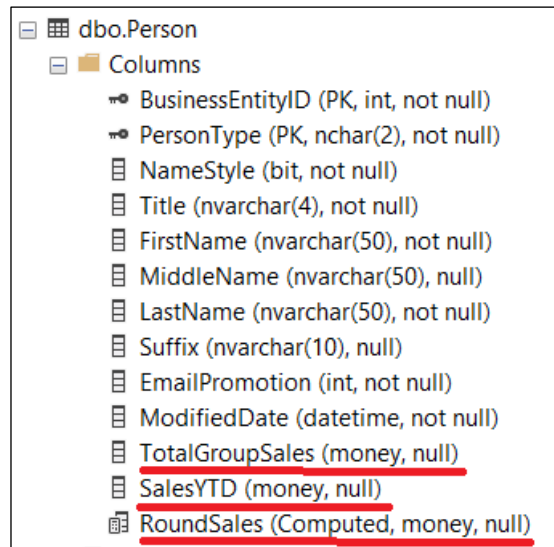 dbo.Person
Columns
BusinessEntityID (PK, int, not null)
PersonType (PK, nchar(2), not null)
NameStyle (bit, not null)
Title (nvarchar(4), not null)
FirstName (nvarchar(50), not null)
MiddleName (nvarchar(50), null)
LastName (nvarchar(50), not null)
Suffix (nvarchar(10), null)
EmailPromotion (int, not null)
ModifiedDate (datetime, not null)
TotalGroupSales (money, null)
SalesYTD (money, null)
RoundSales (Computed, money, null)